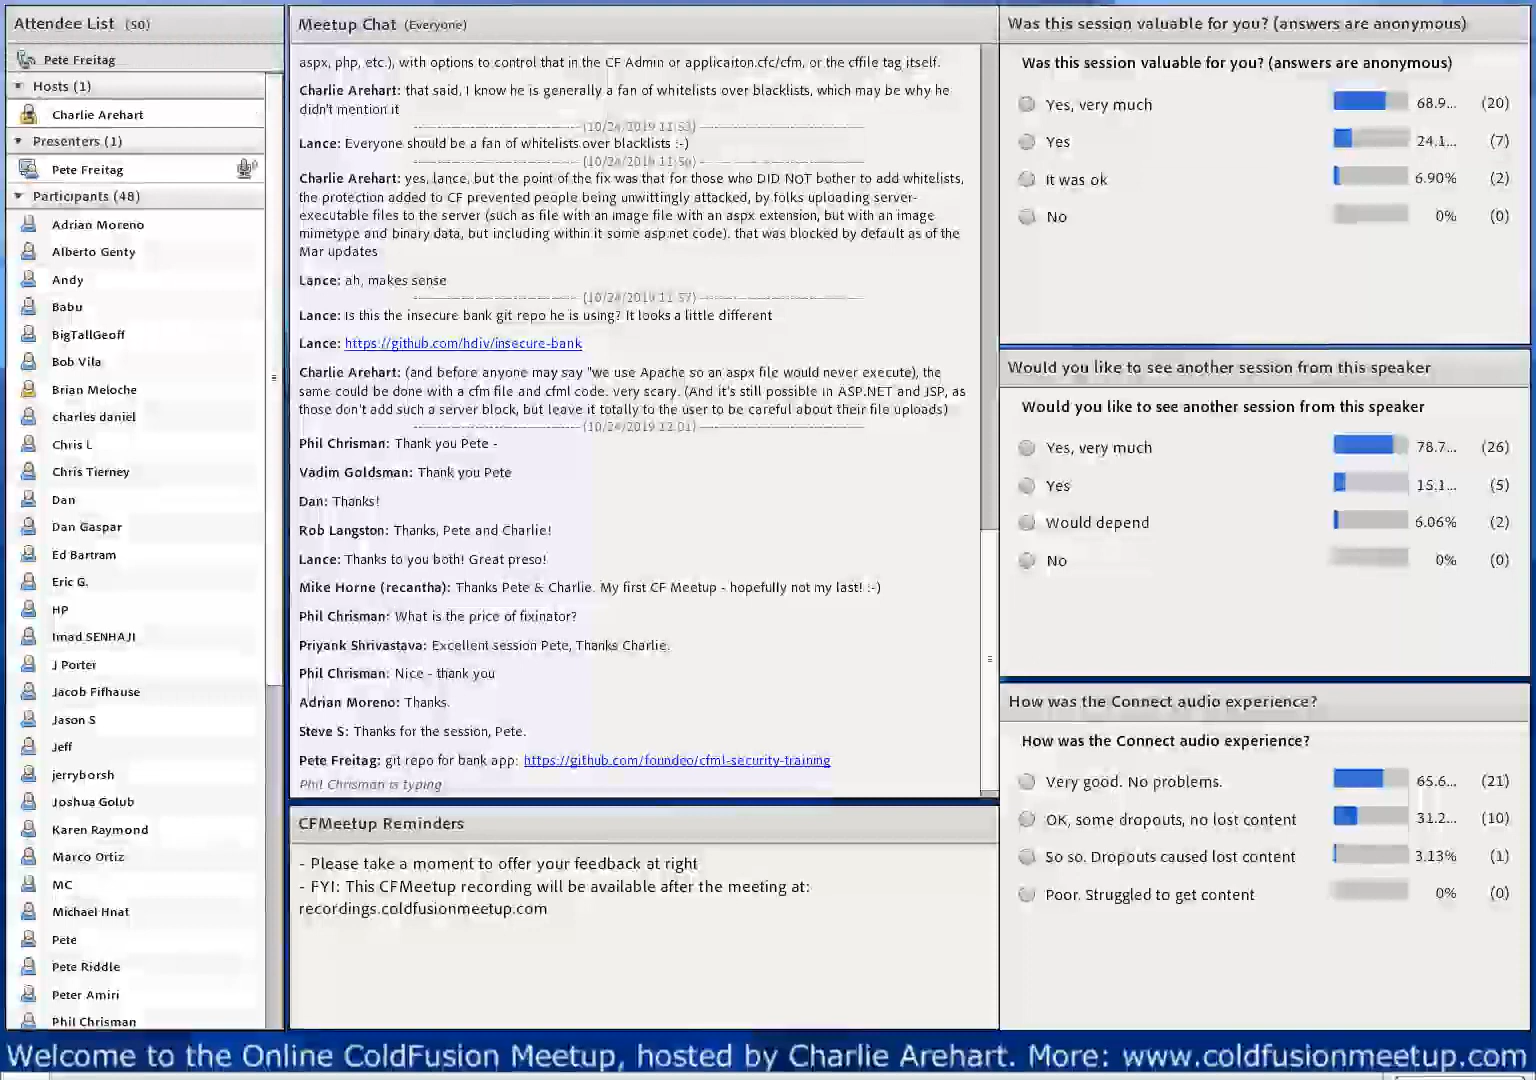 Attendee List (50)
Pete Freitag
Hosts (1)
Charlie Arehart
Presenters (1)
Pete Freitag
Participants (48)
Adrian Moreno
Alberto Genty
Andy
Babu
BigTallGeoff
Bob Vila
Brian Meloche
charles daniel
Chris L
Chris Tierney
Dan
Dan Gaspar
Ed Bartram
Eric G.
HP
Imad SENHAJI
J Porter
Jacob Fifhause
Jason S
Jeff
jerryborsh
Joshua Golub
Karen Raymond
Marco Ortiz
MC
Michael Hnat
Pete
Pete Riddle
Peter Amiri
Phil Chrisman
Meetup Chat (Everyone)
aspx, php, etc.), with options to control that in the CF Admin or applicaiton.cfc/cfm, or the cffile tag itself.
Charlie Arehart: that said, I know he is generally a fan of whitelists over blacklists, which may be why he
didn't mention it
(10/24/2019 11:53)
Lance: Everyone should be a fan of whitelists over blacklists :-)
(10/24/2019 11:56)
Charlie Arehart: yes, lance, but the point of the fix was that for those who DID NOT bother to add whitelists,
the protection added to CF prevented people being unwittingly attacked, by folks uploading server-
executable files to the server (such as file with an image file with an aspx extension, but with an image
mimetype and binary data, but including within it some asp.net code). that was blocked by default as of the
Mar updates
Lance: ah, makes sense
(10/24/2019 11:57)
Lance: Is this the insecure bank git repo he is using? It looks a little different
Lance: https://github.com/hdiv/insecure-bank
Charlie Arehart: (and before anyone may say "we use Apache so an aspx file would never execute), the
same could be done with a cfm file and cfml code. very scary. (And it's still possible in ASP.NET and JSP, as
those don't add such a server block, but leave it totally to the user to be careful about their file uploads)
(10/24/2019 12:01)
Phil Chrisman: Thank you Pete -
Vadim Goldsman: Thank you Pete
Dan: Thanks!
Rob Langston: Thanks, Pete and Charlie!
Lance: Thanks to you both! Great preso!
Mike Horne (recantha): Thanks Pete & Charlie. My first CF Meetup - hopefully not my last! :-)
Phil Chrisman: What is the price of fixinator?
Priyank Shrivastava: Excellent session Pete, Thanks Charlie.
Phil Chrisman: Nice - thank you
Adrian Moreno: Thanks.
Steve S: Thanks for the session, Pete.
Pete Freitag: git repo for bank app: https://github.com/foundeo/cfml-security-training
Phil Chrisman is typing
CFMeetup Reminders
- Please take a moment to offer your feedback at right
- FYI: This CFMeetup recording will be available after the meeting at:
recordings.coldfusionmeetup.com
Was this session valuable for you? (answers are anonymous)
Was this session valuable for you? (answers are anonymous)
Yes, very much 68.9... (20)
Yes 24.1... (7)
It was ok 6.90% (2)
No 0% (0)
Would you like to see another session from this speaker
Would you like to see another session from this speaker
Yes, very much 78.7... (26)
Yes 15.1... (5)
Would depend 6.06% (2)
No 0% (0)
How was the Connect audio experience?
How was the Connect audio experience?
Very good. No problems. 65.6... (21)
OK, some dropouts, no lost content 31.2... (10)
So so. Dropouts caused lost content 3.13% (1)
Poor. Struggled to get content 0% (0)
Welcome to the Online ColdFusion Meetup, hosted by Charlie Arehart. More: www.coldfusionmeetup.com